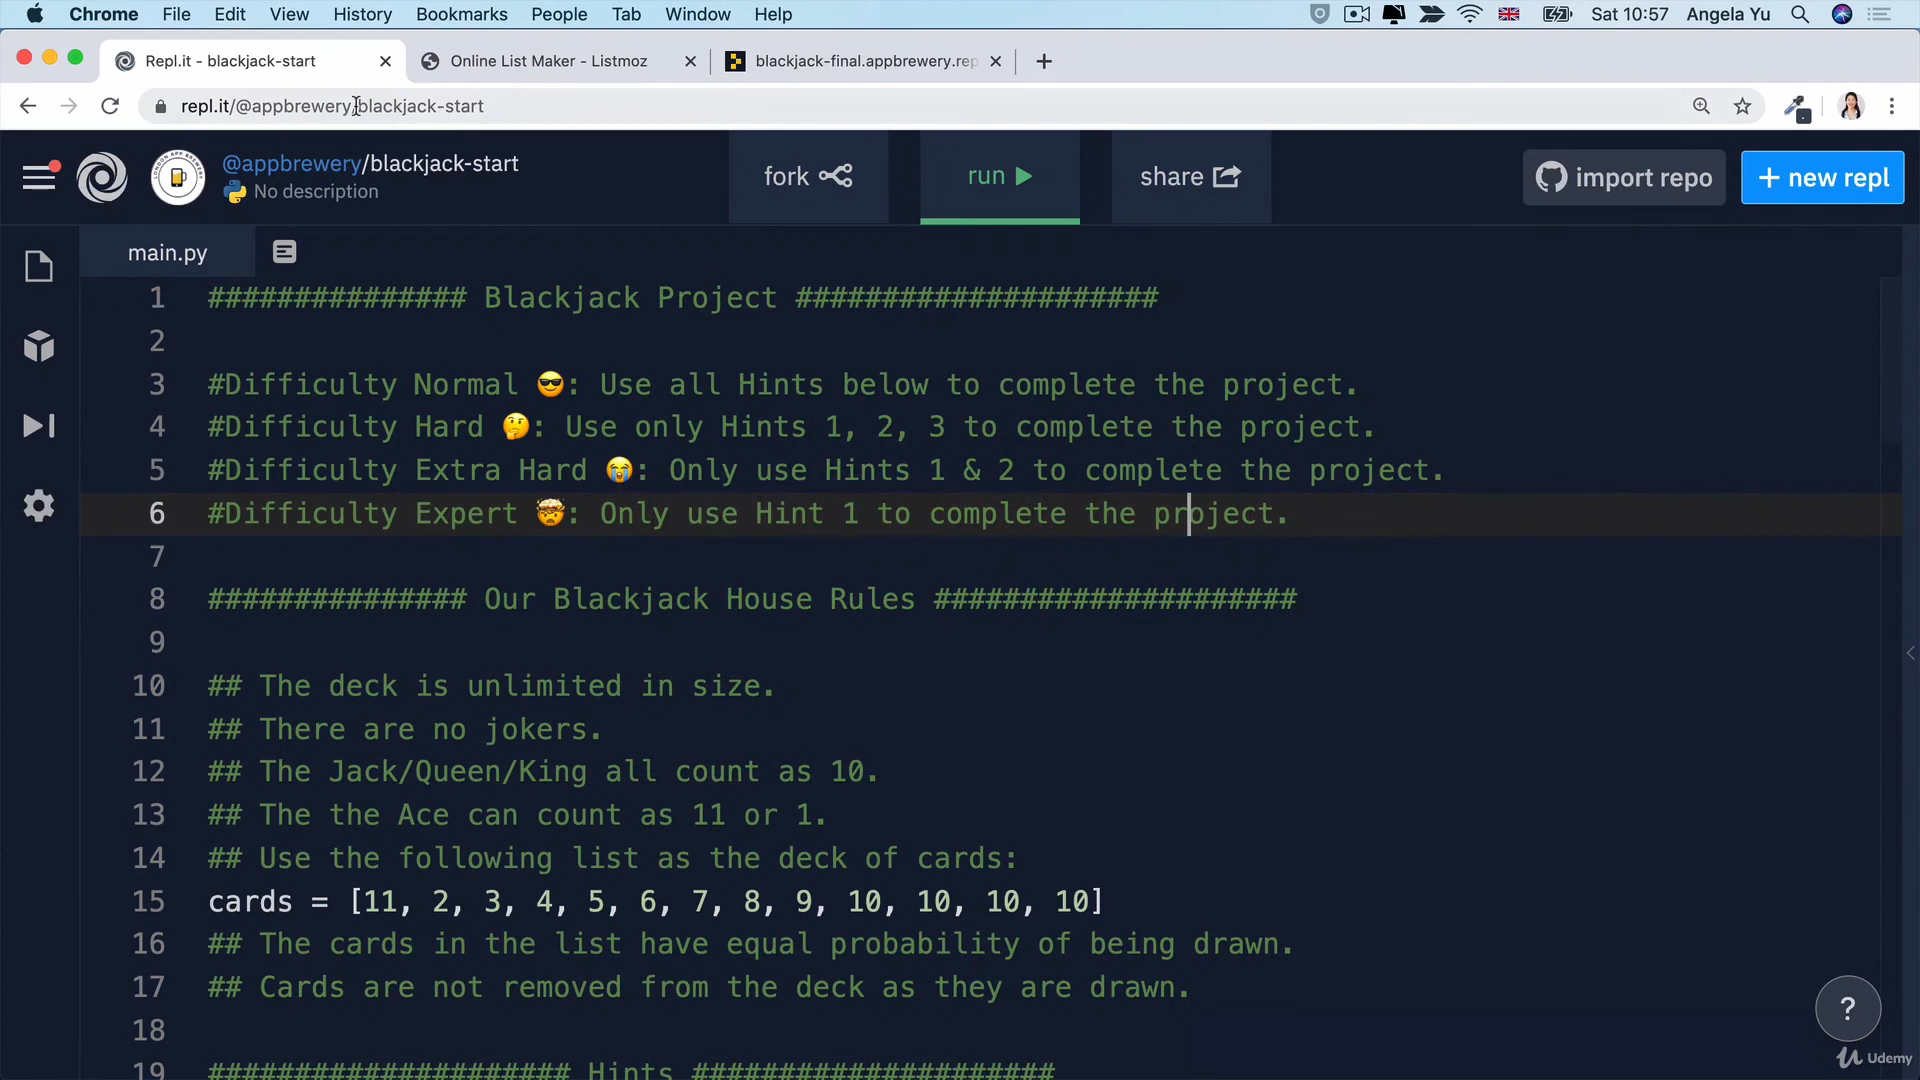 Chrome File Edit View History Bookmarks People Tab Window Help Sat 10:57 Angela Yu
Repl.it - blackjack-start Online List Maker - Listmoz blackjack-final.appbrewery.rep
repl.it/@appbrewery/blackjack-start
@appbrewery/blackjack-start
No description
LONDON APP BREWERY
fork run share import repo + new repl
main.py
1 ############### Blackjack Project #####################
2
3 #Difficulty Normal 😎: Use all Hints below to complete the project.
4 #Difficulty Hard 🤔: Use only Hints 1, 2, 3 to complete the project.
5 #Difficulty Extra Hard 😭: Only use Hints 1 & 2 to complete the project.
6 #Difficulty Expert 🤯: Only use Hint 1 to complete the project.
7
8 ############### Our Blackjack House Rules #####################
9
10 ## The deck is unlimited in size.
11 ## There are no jokers.
12 ## The Jack/Queen/King all count as 10.
13 ## The the Ace can count as 11 or 1.
14 ## Use the following list as the deck of cards:
15 cards = [11, 2, 3, 4, 5, 6, 7, 8, 9, 10, 10, 10, 10]
16 ## The cards in the list have equal probability of being drawn.
17 ## Cards are not removed from the deck as they are drawn.
18
19 ##################### Hints #####################
?
Udemy